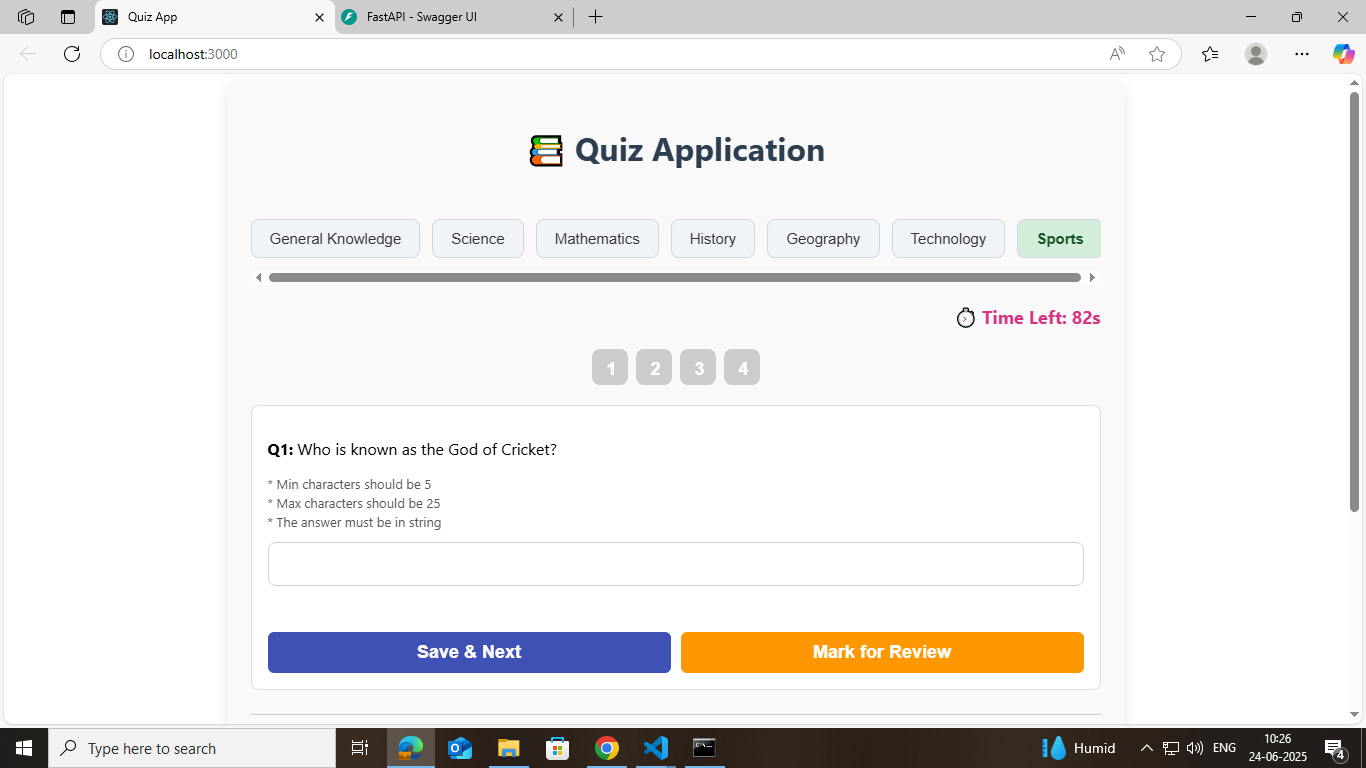 Quiz App
FastAPI - Swagger UI
localhost:3000
Quiz Application
General Knowledge
Science
Mathematics
History
Geography
Technology
Sports
Time Left: 82s
1 2 3 4
Q1: Who is known as the God of Cricket?
* Min characters should be 5
* Max characters should be 25
* The answer must be in string
Save & Next
Mark for Review
Type here to search
Humid
ENG
10:26
24-06-2025
4